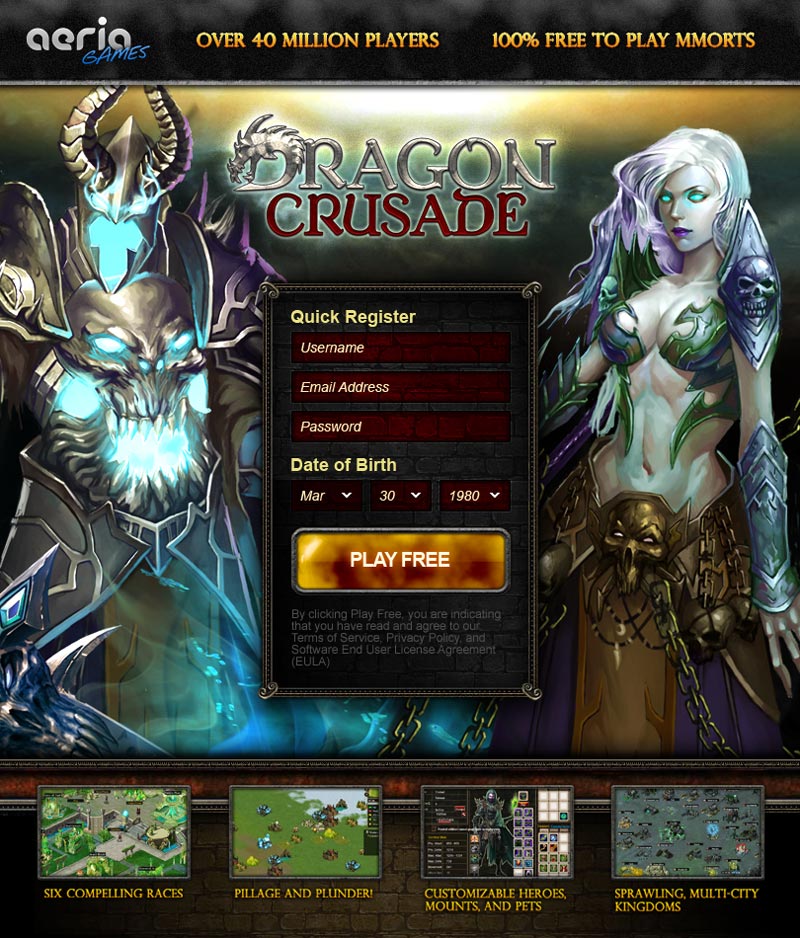 aeria
GAMES
OVER 40 MILLION PLAYERS
100% FREE TO PLAY MMORTS
DRAGON
CRUSADE
Quick Register
Username
Email Address
Password
Date of Birth
Mar 30 1980
PLAY FREE
By clicking Play Free, you are indicating
that you have read and agree to our
Terms of Service, Privacy Policy, and
Software End User License Agreement
(EULA)
SIX COMPELLING RACES
PILLAGE AND PLUNDER!
CUSTOMIZABLE HEROES,
MOUNTS, AND PETS
SPRAWLING, MULTI-CITY
KINGDOMS